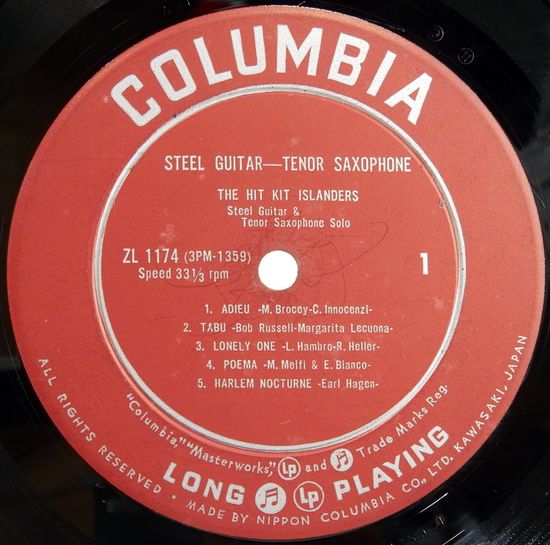 COLUMBIA
STEEL GUITAR—TENOR SAXOPHONE
THE HIT KIT ISLANDERS
Steel Guitar &
Tenor Saxophone Solo
ZL 1174 (3PM-1359)
Speed 33 1/3 rpm
1
1. ADIEU -M. Brocey-C. Innocenzi-
2. TABU -Bob Russell-Margarita Lecuona-
3. LONELY ONE -L. Hambro-R. Heller-
4. POEMA -M. Melfi & E. Bianco-
5. HARLEM NOCTURNE -Earl Hagen-
"Columbia," "Masterworks," Lp and Trade Marks Reg.
LONG Lp PLAYING
ALL RIGHTS RESERVED • MADE BY NIPPON COLUMBIA CO., LTD. KAWASAKI, JAPAN